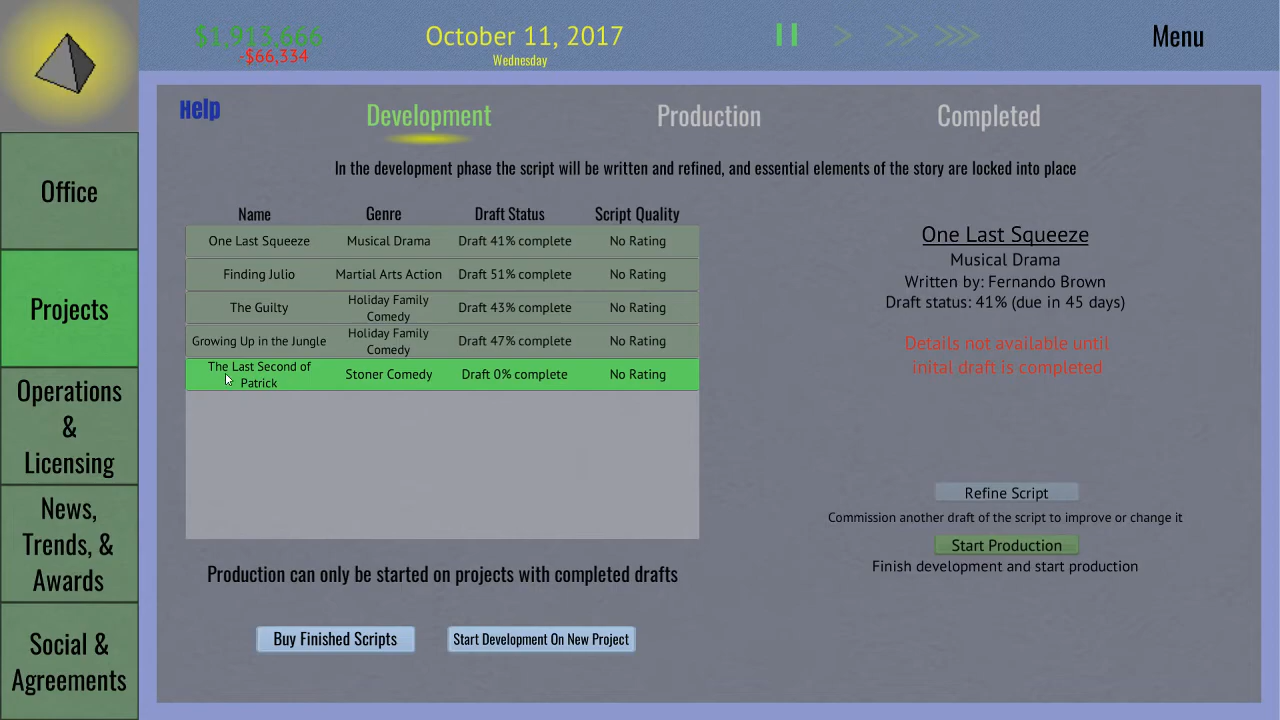 $1,913,666
-$66,334
October 11, 2017
Wednesday
Menu
Office
Projects
Operations
&
Licensing
News,
Trends, &
Awards
Social &
Agreements
Help
Development
Production
Completed
In the development phase the script will be written and refined, and essential elements of the story are locked into place
Name Genre Draft Status Script Quality
One Last Squeeze Musical Drama Draft 41% complete No Rating
Finding Julio Martial Arts Action Draft 51% complete No Rating
The Guilty Holiday Family Comedy Draft 43% complete No Rating
Growing Up in the Jungle Holiday Family Comedy Draft 47% complete No Rating
The Last Second of Patrick Stoner Comedy Draft 0% complete No Rating
Production can only be started on projects with completed drafts
Buy Finished Scripts
Start Development On New Project
One Last Squeeze
Musical Drama
Written by: Fernando Brown
Draft status: 41% (due in 45 days)
Details not available until
inital draft is completed
Refine Script
Commission another draft of the script to improve or change it
Start Production
Finish development and start production